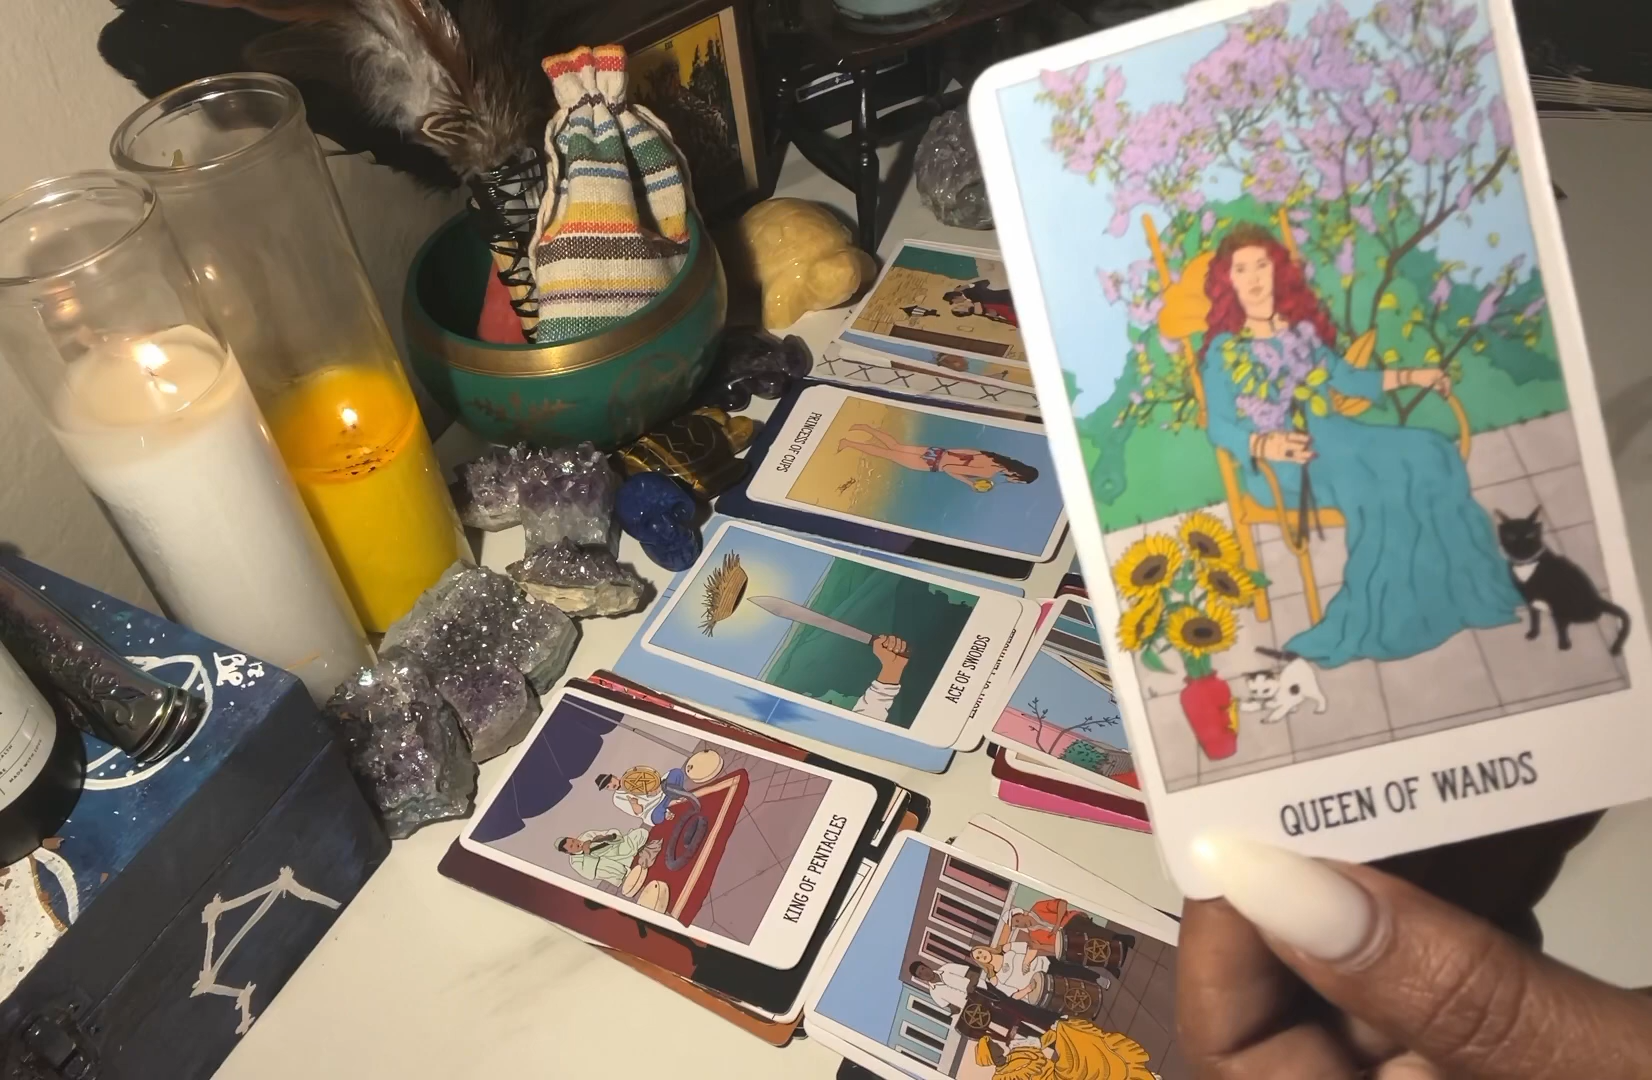 PRINCESS OF CUPS
ACE OF SWORDS
KING OF PENTACLES
QUEEN OF WANDS